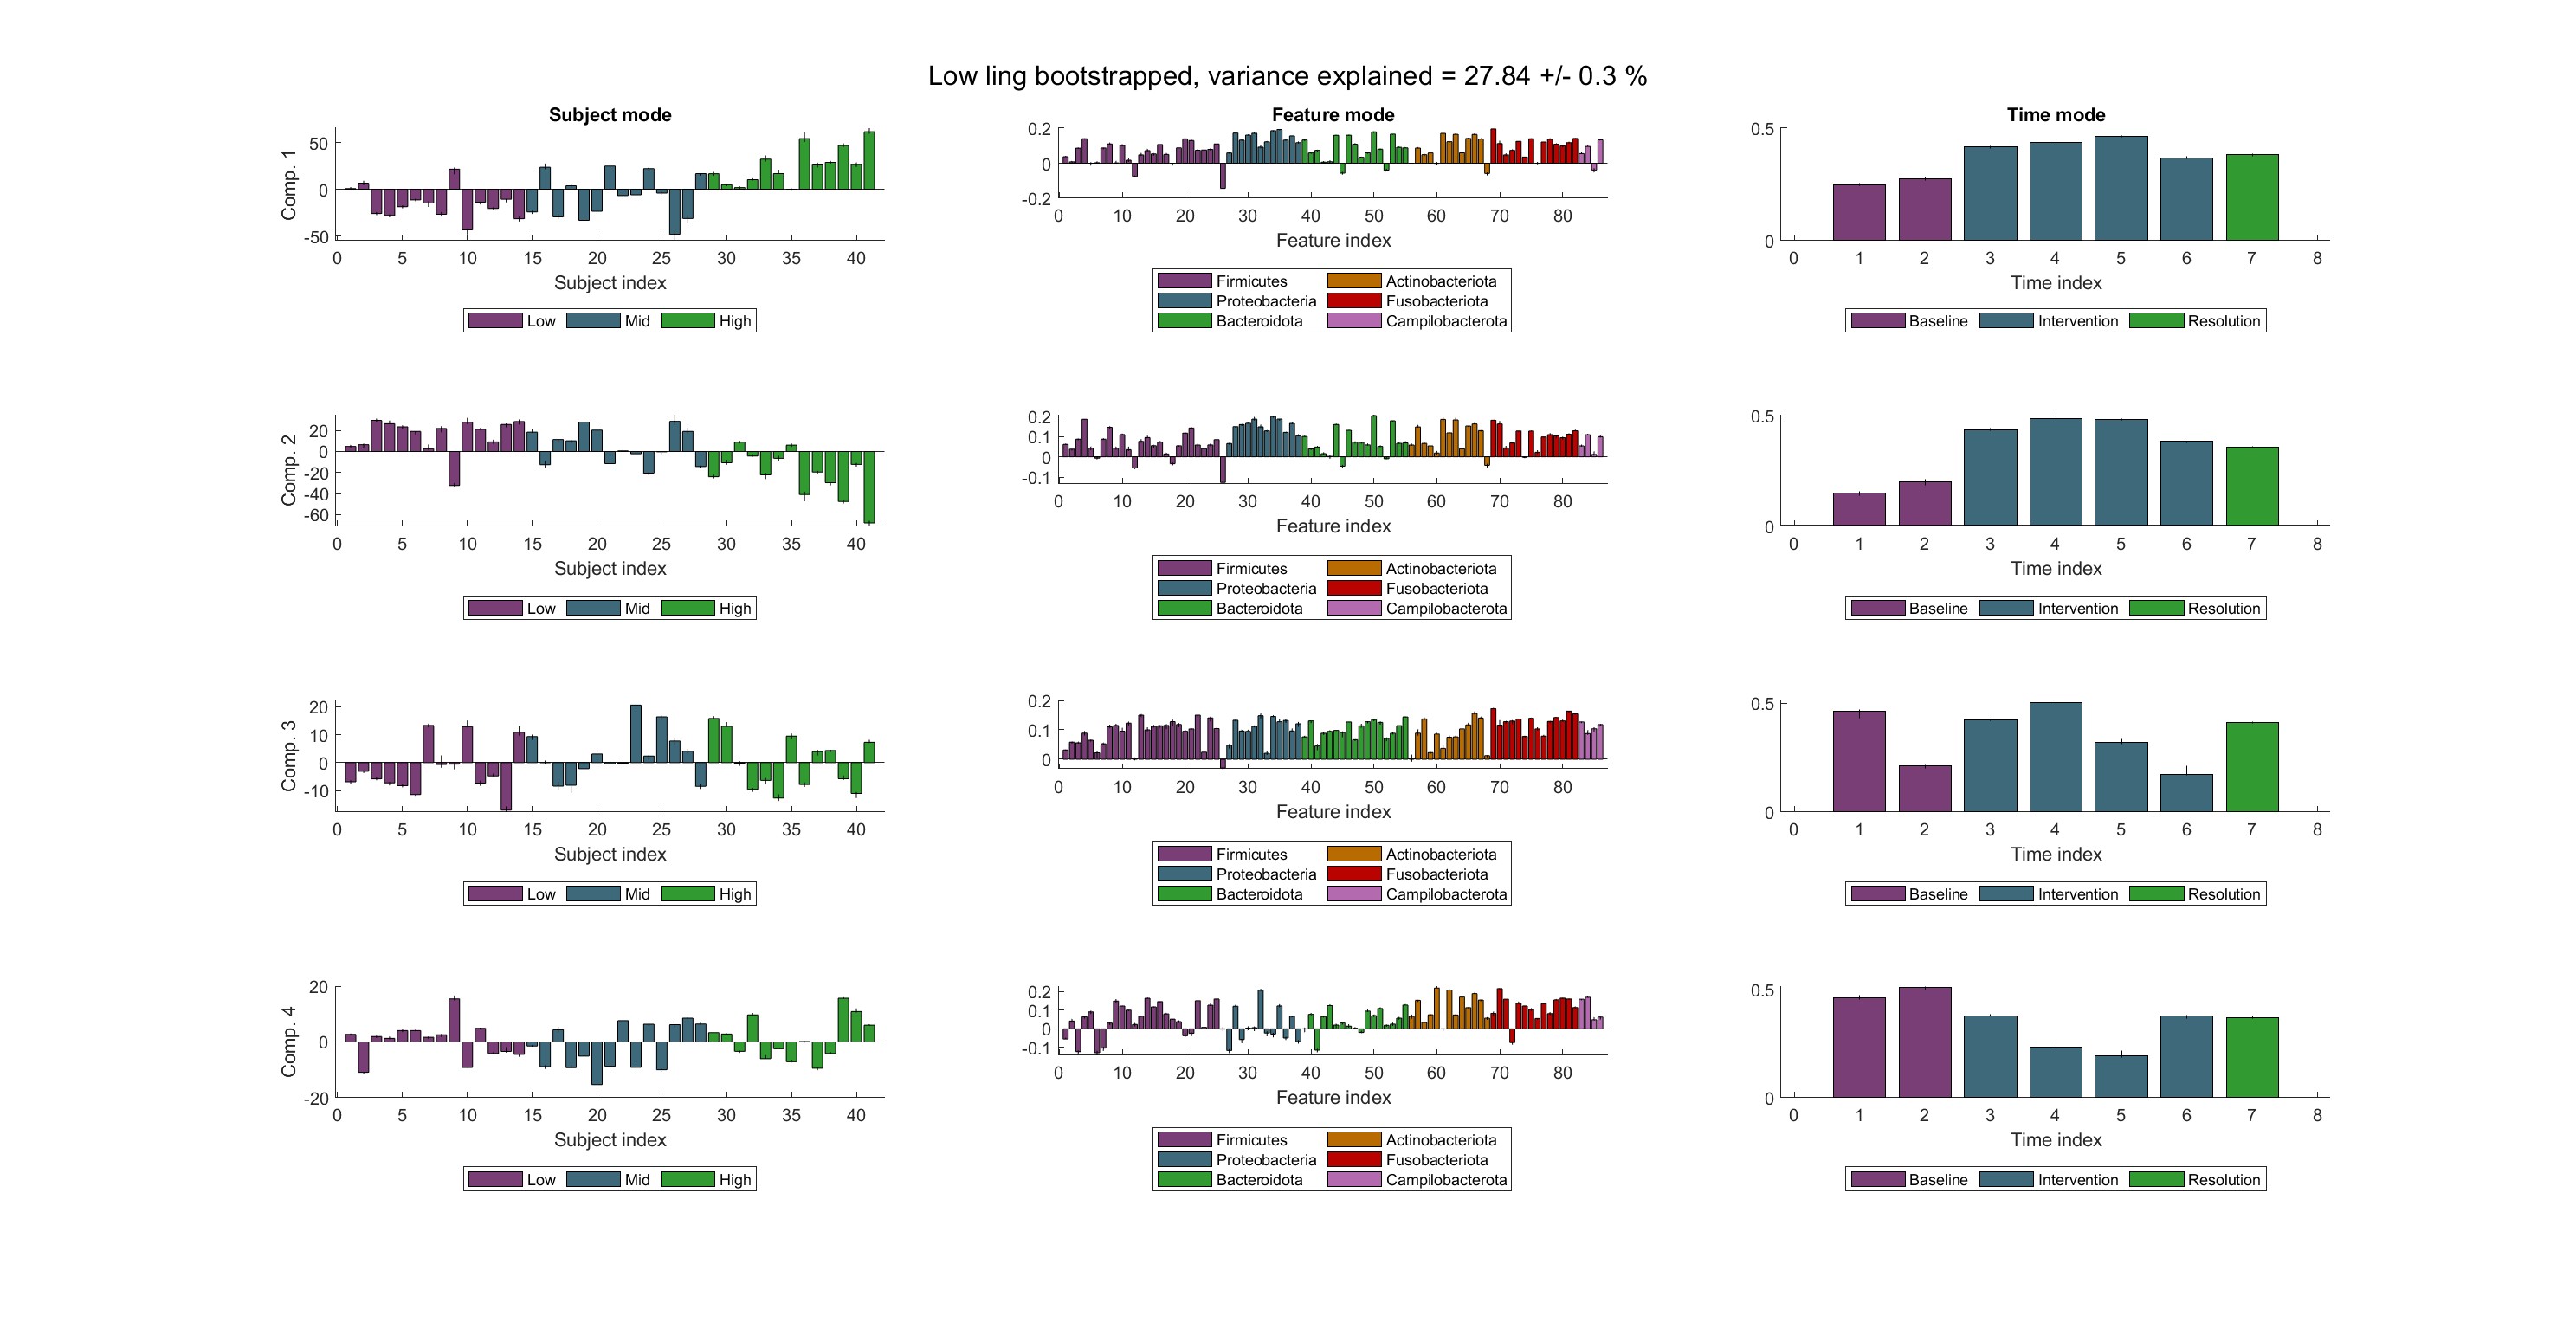 Low ling bootstrapped, variance explained = 27.84 +/- 0.3 %
Subject mode
Feature mode
Time mode
Comp. 1
50
0
-50
0 5 10 15 20 25 30 35 40
Subject index
Low Mid High
0.2
0
-0.2
0 10 20 30 40 50 60 70 80
Feature index
Firmicutes Actinobacteriota
Proteobacteria Fusobacteriota
Bacteroidota Campilobacterota
0.5
0
0 1 2 3 4 5 6 7 8
Time index
Baseline Intervention Resolution
Comp. 2
20
0
-20
-40
-60
0 5 10 15 20 25 30 35 40
Subject index
Low Mid High
0.2
0.1
0
-0.1
0 10 20 30 40 50 60 70 80
Feature index
Firmicutes Actinobacteriota
Proteobacteria Fusobacteriota
Bacteroidota Campilobacterota
0.5
0
0 1 2 3 4 5 6 7 8
Time index
Baseline Intervention Resolution
Comp. 3
20
10
0
-10
0 5 10 15 20 25 30 35 40
Subject index
Low Mid High
0.2
0.1
0
0 10 20 30 40 50 60 70 80
Feature index
Firmicutes Actinobacteriota
Proteobacteria Fusobacteriota
Bacteroidota Campilobacterota
0.5
0
0 1 2 3 4 5 6 7 8
Time index
Baseline Intervention Resolution
Comp. 4
20
0
-20
0 5 10 15 20 25 30 35 40
Subject index
Low Mid High
0.2
0.1
0
-0.1
0 10 20 30 40 50 60 70 80
Feature index
Firmicutes Actinobacteriota
Proteobacteria Fusobacteriota
Bacteroidota Campilobacterota
0.5
0
0 1 2 3 4 5 6 7 8
Time index
Baseline Intervention Resolution